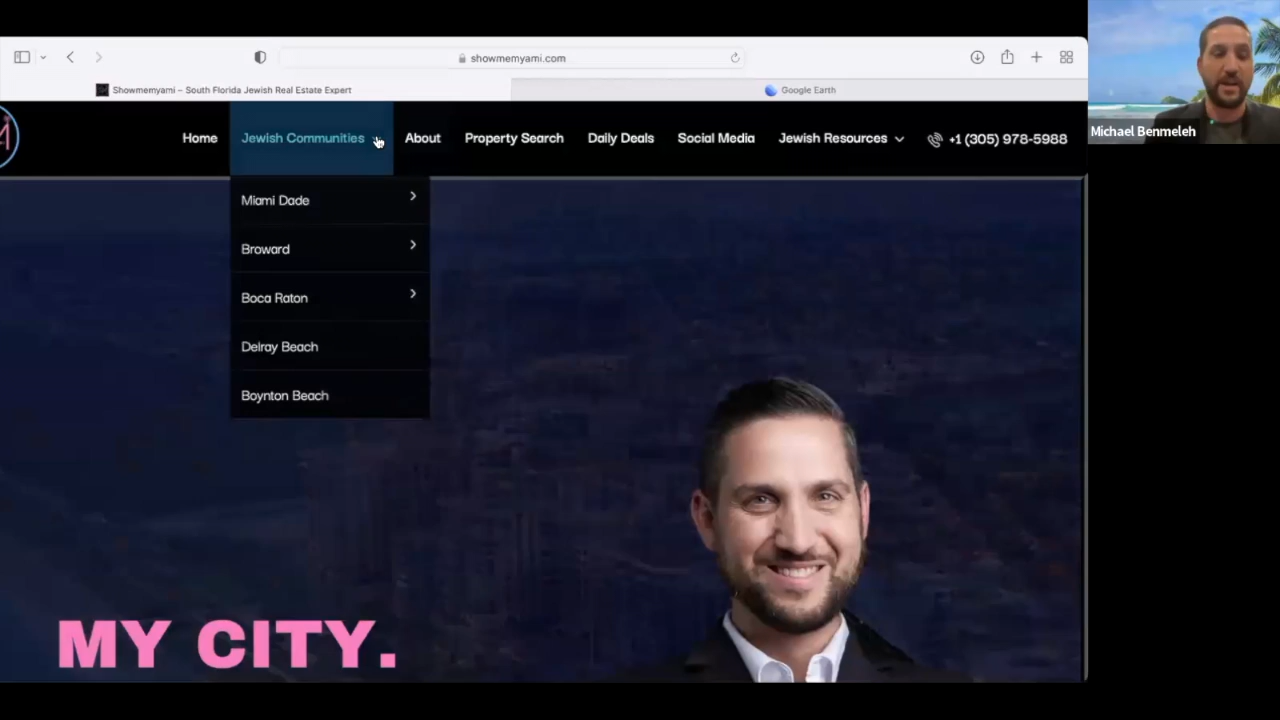 showmemyami.com
Showmemyami – South Florida Jewish Real Estate Expert
Google Earth
Michael Benmeleh
Home
Jewish Communities
About
Property Search
Daily Deals
Social Media
Jewish Resources
+1 (305) 978-5988
Miami Dade
Broward
Boca Raton
Delray Beach
Boynton Beach
MY CITY.